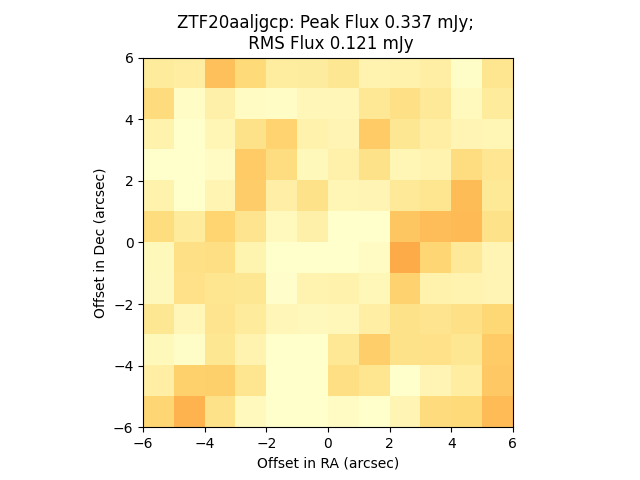 ZTF20aaljgcp: Peak Flux 0.337 mJy;
RMS Flux 0.121 mJy
6
4
2
0
−2
−4
−6
Offset in Dec (arcsec)
−6 −4 −2 0 2 4 6
Offset in RA (arcsec)